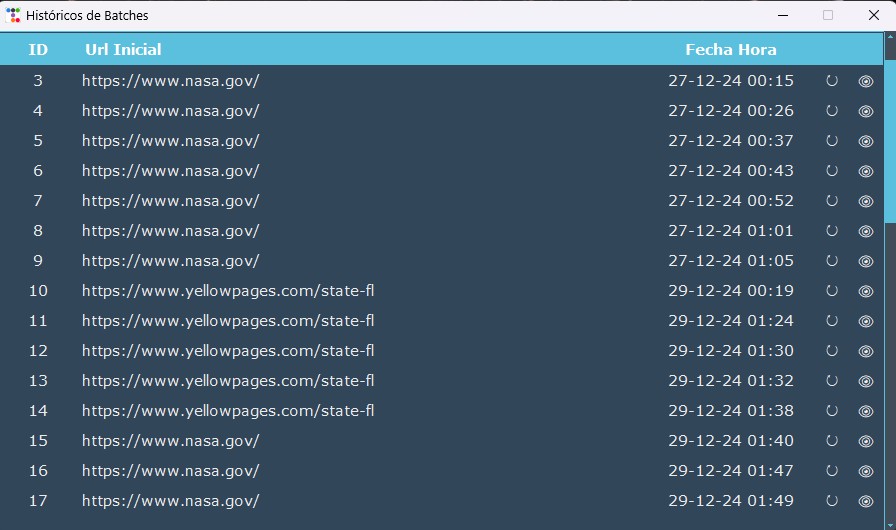 Históricos de Batches
ID Url Inicial Fecha Hora
3 https://www.nasa.gov/ 27-12-24 00:15
4 https://www.nasa.gov/ 27-12-24 00:26
5 https://www.nasa.gov/ 27-12-24 00:37
6 https://www.nasa.gov/ 27-12-24 00:43
7 https://www.nasa.gov/ 27-12-24 00:52
8 https://www.nasa.gov/ 27-12-24 01:01
9 https://www.nasa.gov/ 27-12-24 01:05
10 https://www.yellowpages.com/state-fl 29-12-24 00:19
11 https://www.yellowpages.com/state-fl 29-12-24 01:24
12 https://www.yellowpages.com/state-fl 29-12-24 01:30
13 https://www.yellowpages.com/state-fl 29-12-24 01:32
14 https://www.yellowpages.com/state-fl 29-12-24 01:38
15 https://www.nasa.gov/ 29-12-24 01:40
16 https://www.nasa.gov/ 29-12-24 01:47
17 https://www.nasa.gov/ 29-12-24 01:49